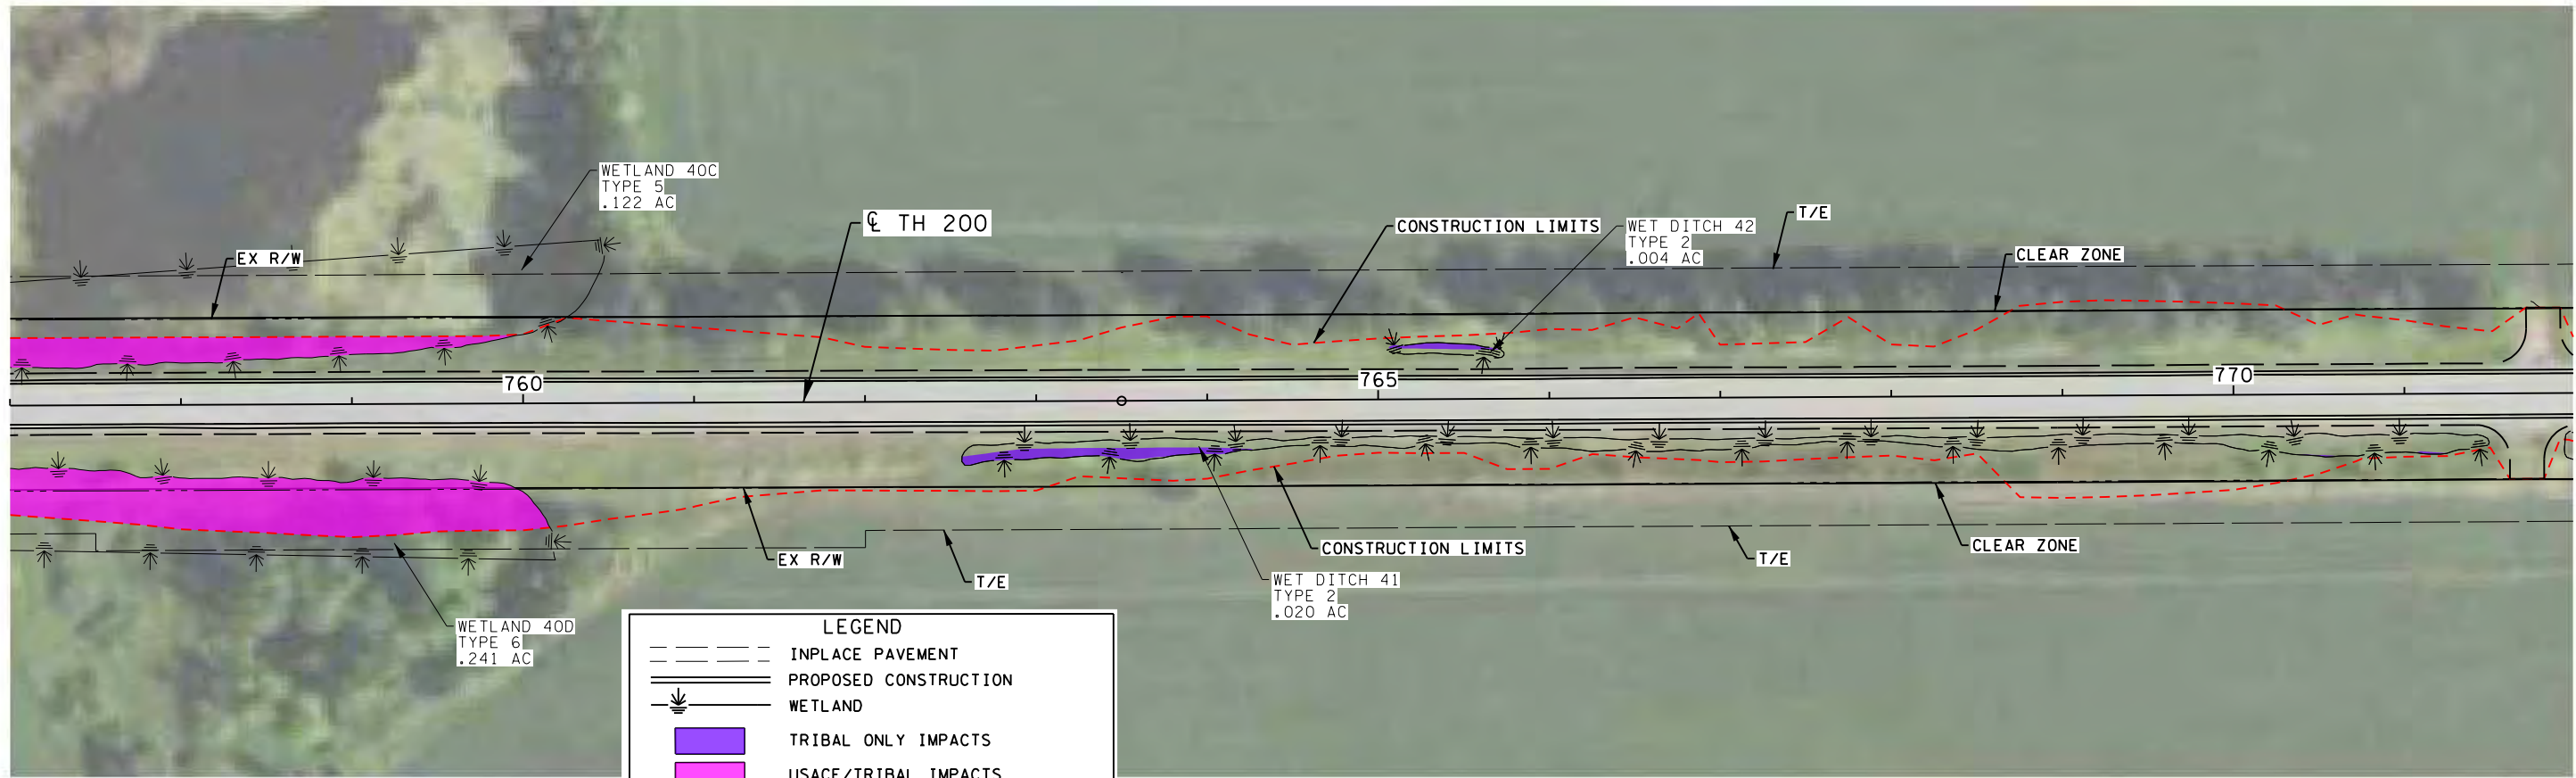 WETLAND 40C
TYPE 5
.122 AC
℄ TH 200
CONSTRUCTION LIMITS
WET DITCH 42
TYPE 2
.004 AC
T/E
CLEAR ZONE
EX R/W
760
765
770
EX R/W
T/E
CONSTRUCTION LIMITS
WET DITCH 41
TYPE 2
.020 AC
T/E
CLEAR ZONE
WETLAND 40D
TYPE 6
.241 AC
LEGEND
INPLACE PAVEMENT
PROPOSED CONSTRUCTION
WETLAND
TRIBAL ONLY IMPACTS
USACE/TRIBAL IMPACTS